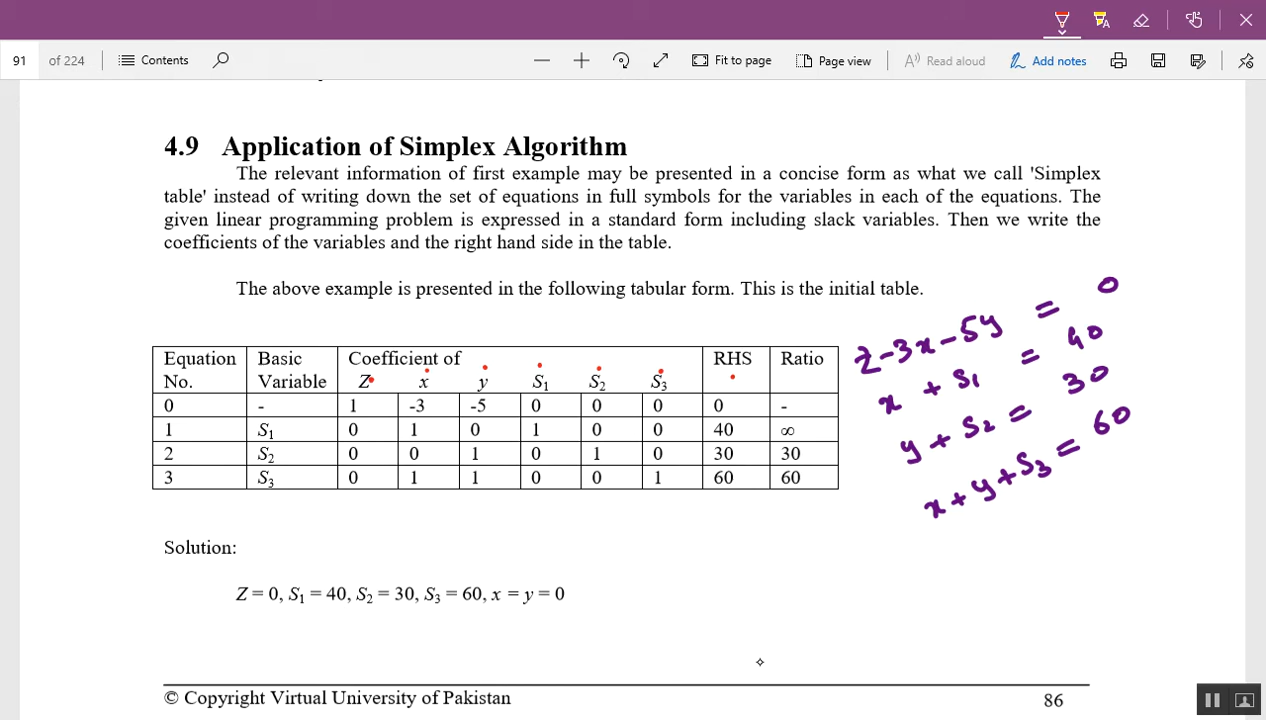 91 of 224 Contents Fit to page Page view Read aloud Add notes
4.9 Application of Simplex Algorithm
The relevant information of first example may be presented in a concise form as what we call 'Simplex
table' instead of writing down the set of equations in full symbols for the variables in each of the equations. The
given linear programming problem is expressed in a standard form including slack variables. Then we write the
coefficients of the variables and the right hand side in the table.
The above example is presented in the following tabular form. This is the initial table.
Equation No. Basic Variable Coefficient of RHS Ratio
Z x y S1 S2 S3
0 - 1 -3 -5 0 0 0 0 -
1 S1 0 1 0 1 0 0 40 ∞
2 S2 0 0 1 0 1 0 30 30
3 S3 0 1 1 0 0 1 60 60
z-3x-5y = 0
x + S1 = 40
y + S2 = 30
x+y+S3 = 60
Solution:
Z = 0, S1 = 40, S2 = 30, S3 = 60, x = y = 0
© Copyright Virtual University of Pakistan 86